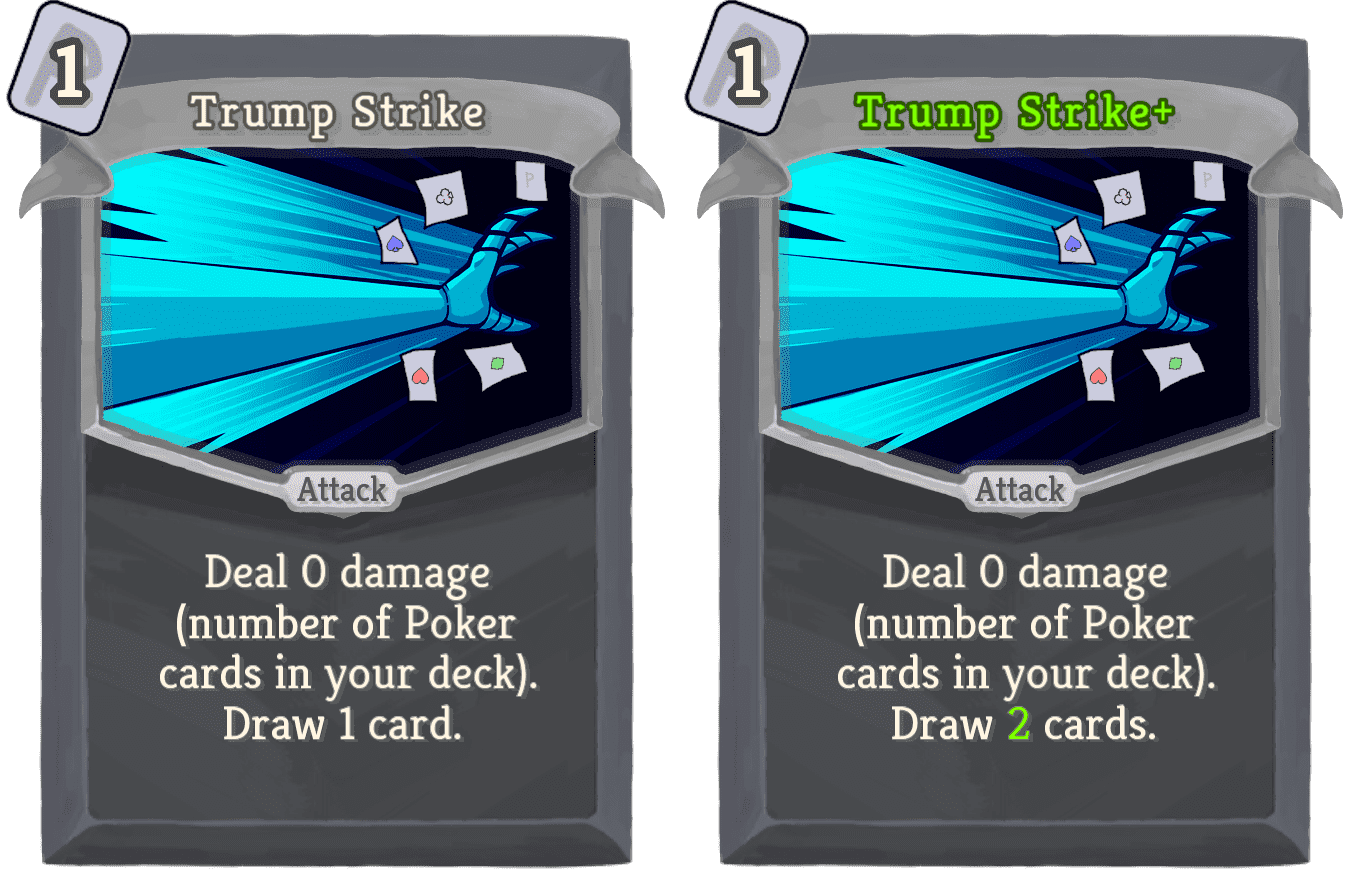 1
Trump Strike
P
Attack
Deal 0 damage
(number of Poker
cards in your deck).
Draw 1 card.
1
Trump Strike+
P
Attack
Deal 0 damage
(number of Poker
cards in your deck).
Draw 2 cards.